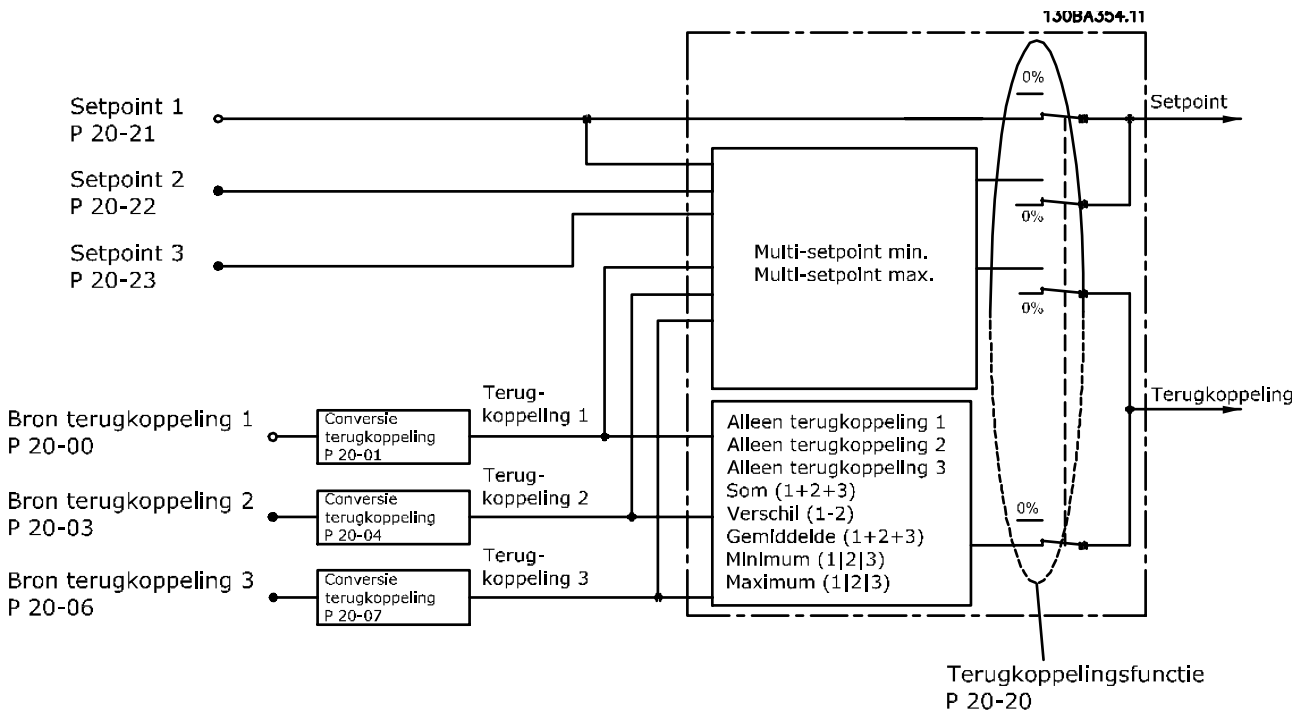 130BA354.11
0%
Setpoint 1
P 20-21
Setpoint
Setpoint 2
P 20-22
0%
Setpoint 3
P 20-23
Multi-setpoint min.
Multi-setpoint max.
0%
Bron terugkoppeling 1
P 20-00
Conversie
terugkoppeling
P 20-01
Terug-
koppeling 1
Terugkoppeling
Bron terugkoppeling 2
P 20-03
Conversie
terugkoppeling
P 20-04
Terug-
koppeling 2
Bron terugkoppeling 3
P 20-06
Conversie
terugkoppeling
P 20-07
Terug-
koppeling 3
Alleen terugkoppeling 1
Alleen terugkoppeling 2
Alleen terugkoppeling 3
Som (1+2+3)
Verschil (1-2)
Gemiddelde (1+2+3)
Minimum (1|2|3)
Maximum (1|2|3)
0%
Terugkoppelingsfunctie
P 20-20